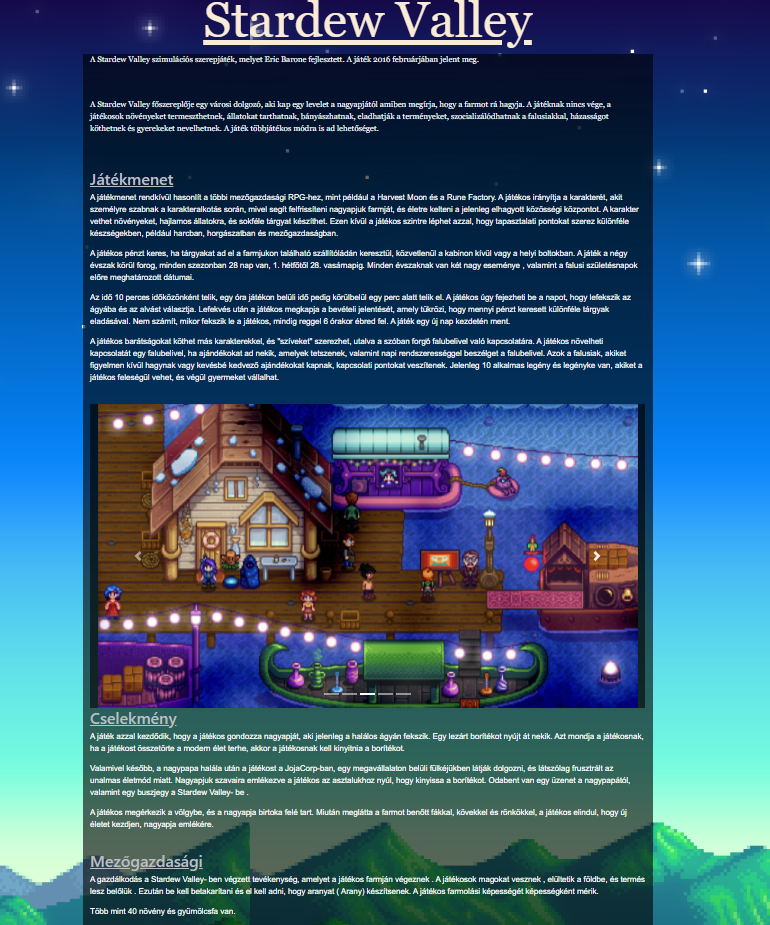 Stardew Valley
A Stardew Valley szimulációs szerepjáték, melyet Eric Barone fejlesztett. A játék 2016 februárjában jelent meg.
A Stardew Valley főszereplője egy városi dolgozó, aki kap egy levelet a nagyapjától amiben megírja, hogy a farmot rá hagyja. A játéknak nincs vége, a
játékosok növényeket termeszthetnek, állatokat tarthatnak, bányászhatnak, eladhatják a terményeket, szocializálódhatnak a falusiakkal, házasságot
köthetnek és gyerekeket nevelhetnek. A játék többjátékos módra is ad lehetőséget.
Játékmenet
A játékmenet rendkívül hasonlít a többi mezőgazdasági RPG-hez, mint például a Harvest Moon és a Rune Factory. A játékos irányítja a karakterét, akit
személyre szabnak a karakteralkotás során, mivel segít felfrissíteni nagyapjuk farmját, és életre kelteni a jelenleg elhagyott közösségi központot. A karakter
vethet növényeket, hajlamos állatokra, és sokféle tárgyat készíthet. Ezen kívül a játékos szintre léphet azzal, hogy tapasztalati pontokat szerez különféle
készségekben, például harcban, horgászatban és mezőgazdaságban.
A játékos pénzt keres, ha tárgyakat ad el a farmjukon található szállítóládán keresztül, közvetlenül a kabinon kívül vagy a helyi boltokban. A játék a négy
évszak körül forog, minden szezonban 28 nap van, 1. hétfőtől 28. vasárnapig. Minden évszaknak van két nagy eseménye , valamint a falusi születésnapok
előre meghatározott dátumai.
Az idő 10 perces időközönként telik, egy óra játékon belüli idő pedig körülbelül egy perc alatt telik el. A játékos úgy fejezheti be a napot, hogy lefekszik az
ágyába és az alvást választja. Lefekvés után a játékos megkapja a bevételi jelentését, amely tükrözi, hogy mennyi pénzt keresett különféle tárgyak
eladásával. Nem számít, mikor fekszik le a játékos, mindig reggel 6 órakor ébred fel. A játék egy új nap kezdetén ment.
A játékos barátságokat köthet más karakterekkel, és "szíveket" szerezhet, utalva a szóban forgó falubelivel való kapcsolatára. A játékos növelheti
kapcsolatát egy falubelivel, ha ajándékokat ad nekik, amelyek tetszenek, valamint napi rendszerességgel beszélget a falubelivel. Azok a falusiak, akiket
figyelmen kívül hagynak vagy kevésbé kedvező ajándékokat kapnak, kapcsolati pontokat veszítenek. Jelenleg 10 alkalmas legény és legényke van, akiket a
játékos feleségül vehet, és végül gyermeket vállalhat.
Cselekmény
A játék azzal kezdődik, hogy a játékos gondozza nagyapját, aki jelenleg a halálos ágyán fekszik. Egy lezárt borítékot nyújt át nekik. Azt mondja a játékosnak,
ha a játékost összetörte a modern élet terhe, akkor a játékosnak kell kinyitnia a borítékot.
Valamivel később, a nagypapa halála után a játékost a JojaCorp-ban, egy megavállalaton belüli fülkéjükben látják dolgozni, és látszólag frusztrált az
unalmas életmód miatt. Nagyapjuk szavaira emlékezve a játékos az asztalukhoz nyúl, hogy kinyissa a borítékot. Odabent van egy üzenet a nagypapától,
valamint egy buszjegy a Stardew Valley- be .
A játékos megérkezik a völgybe, és a nagyapja birtoka felé tart. Miután meglátta a farmot benőtt fákkal, kövekkel és rönkökkel, a játékos elindul, hogy új
életet kezdjen, nagyapja emlékére.
Mezőgazdasági
A gazdálkodás a Stardew Valley- ben végzett tevékenység, amelyet a játékos farmján végeznek . A játékosok magokat vesznek , elültetik a földbe, és termés
lesz belőlük . Ezután be kell betakarítani és el kell adni, hogy aranyat ( Arany) készítsenek. A játékos farmolási képességét képességként mérik.
Több mint 40 növény és gyümölcsfa van.